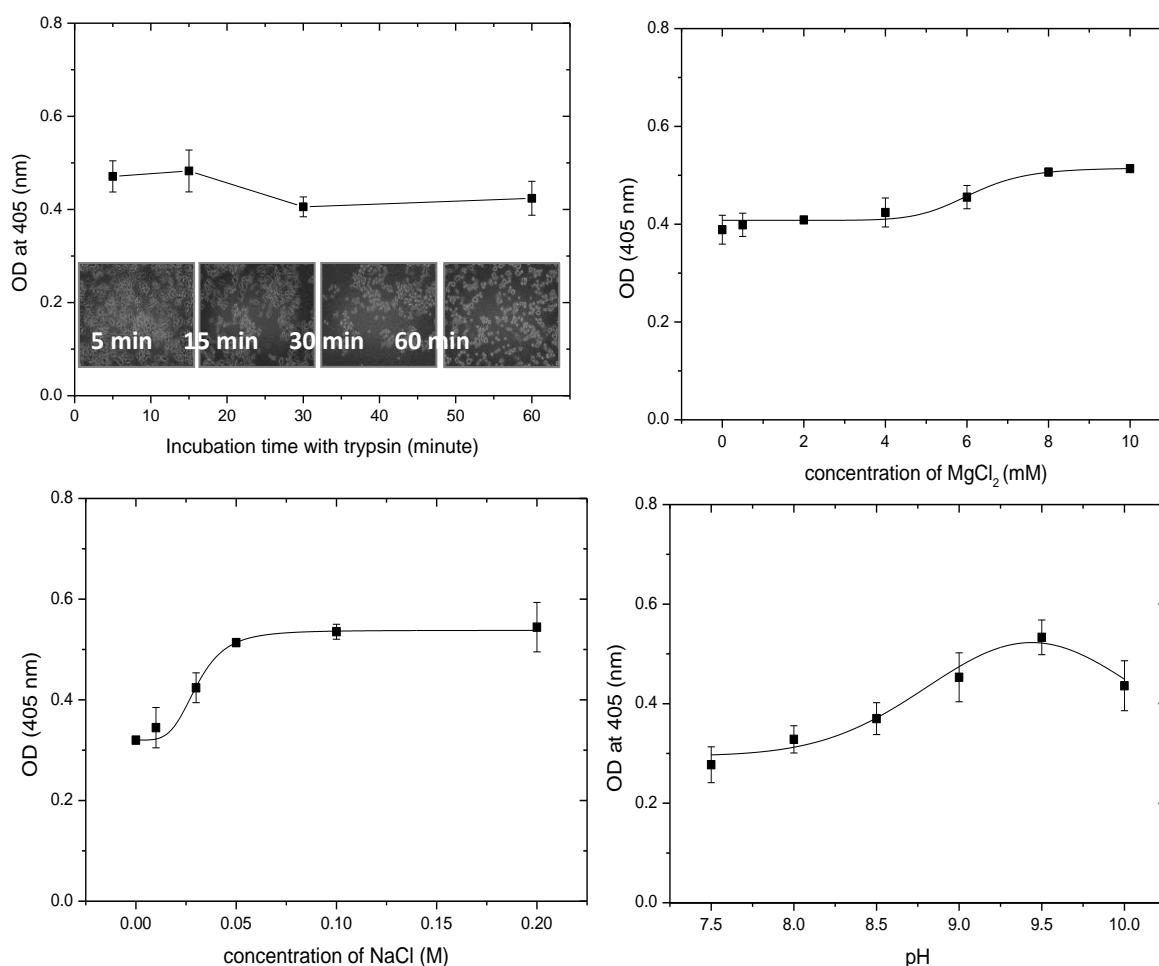 0.8
0.6
0.4
0.2
0.0
OD at 405 (nm)
5 min 15 min 30 min 60 min
0 10 20 30 40 50 60
Incubation time with trypsin (minute)
0.8
0.6
0.4
0.2
0.0
OD (405 nm)
0 2 4 6 8 10
concentration of MgCl₂ (mM)
0.8
0.6
0.4
0.2
0.0
OD (405 nm)
0.00 0.05 0.10 0.15 0.20
concentration of NaCl (M)
0.8
0.6
0.4
0.2
0.0
OD at 405 (nm)
7.5 8.0 8.5 9.0 9.5 10.0
pH